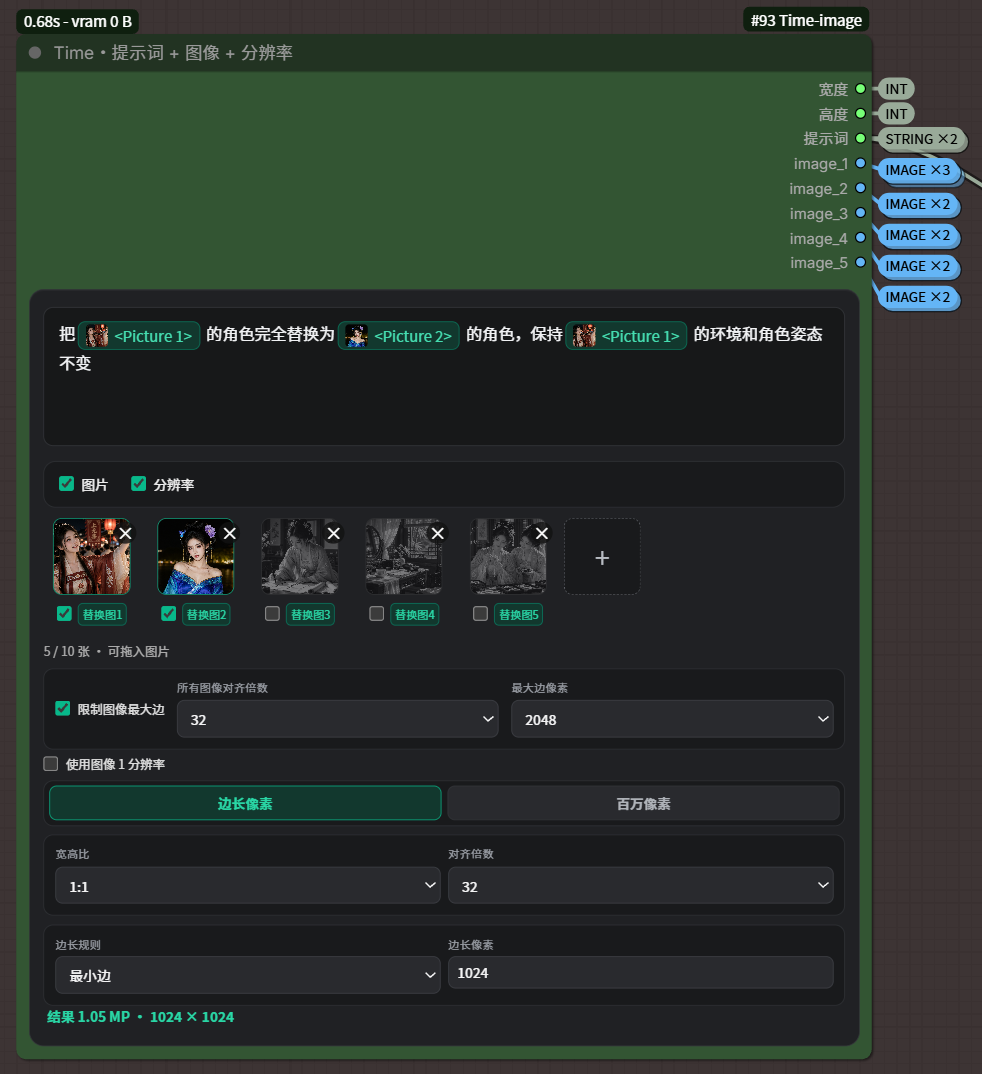 0.68s - vram 0 B
#93 Time-image
Time • 提示词 + 图像 + 分辨率
宽度 INT
高度 INT
提示词 STRING ×2
image_1 IMAGE ×3
image_2 IMAGE ×2
image_3 IMAGE ×2
image_4 IMAGE ×2
image_5 IMAGE ×2
把 <Picture 1> 的角色完全替换为 <Picture 2> 的角色，保持 <Picture 1> 的环境和角色姿态
不变
图片 分辨率
替换图1 替换图2 替换图3 替换图4 替换图5
5 / 10 张 • 可拖入图片
所有图像对齐倍数 最大边像素
限制图像最大边 32 2048
使用图像 1 分辨率
边长像素 百万像素
宽高比 对齐倍数
1:1 32
边长规则 边长像素
最小边 1024
结果 1.05 MP • 1024 × 1024